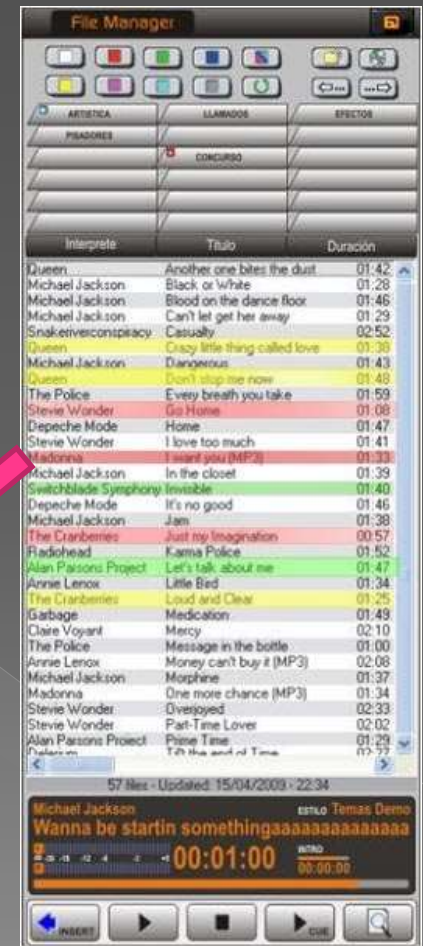 File Manager
ARTISTICA LLAMADOS EFECTOS
PISADORES
CONCURSO
Interprete Título Duración
Queen Another one bites the dust 01:42
Michael Jackson Black or White 01:28
Michael Jackson Blood on the dance floor 01:46
Michael Jackson Can't let get her away 01:29
Snakeriverconspiracy Casualty 02:52
Queen Crazy little thing called love 01:38
Michael Jackson Dangerous 01:43
Queen Don't stop me now 01:48
The Police Every breath you take 01:59
Stevie Wonder Go Home 01:08
Depeche Mode Home 01:47
Stevie Wonder I love too much 01:41
Madonna I want you (MP3) 01:33
Michael Jackson In the closet 01:39
Switchblade Symphony Invisible 01:40
Depeche Mode It's no good 01:46
Michael Jackson Jam 01:38
The Cranberries Just my Imagination 00:57
Radiohead Karma Police 01:52
Alan Parsons Project Let's talk about me 01:47
Annie Lenox Little Bird 01:34
The Cranberries Loud and Clear 01:25
Garbage Medication 01:49
Claire Voyant Mercy 02:10
The Police Message in the bottle 01:00
Annie Lenox Money can't buy it (MP3) 02:08
Michael Jackson Morphine 01:37
Madonna One more chance (MP3) 01:34
Stevie Wonder Overjoyed 02:33
Stevie Wonder Part-Time Lover 02:02
Alan Parsons Project Prime Time 01:29
Delerium Till the end of Time 02:27
57 files - Updated: 15/04/2009 - 22:34
Michael Jackson ESTILO Temas Demo
Wanna be startin somethingaaaaaaaaaaaaa
00:01:00 INTRO
00:00:00
INSERT CUE